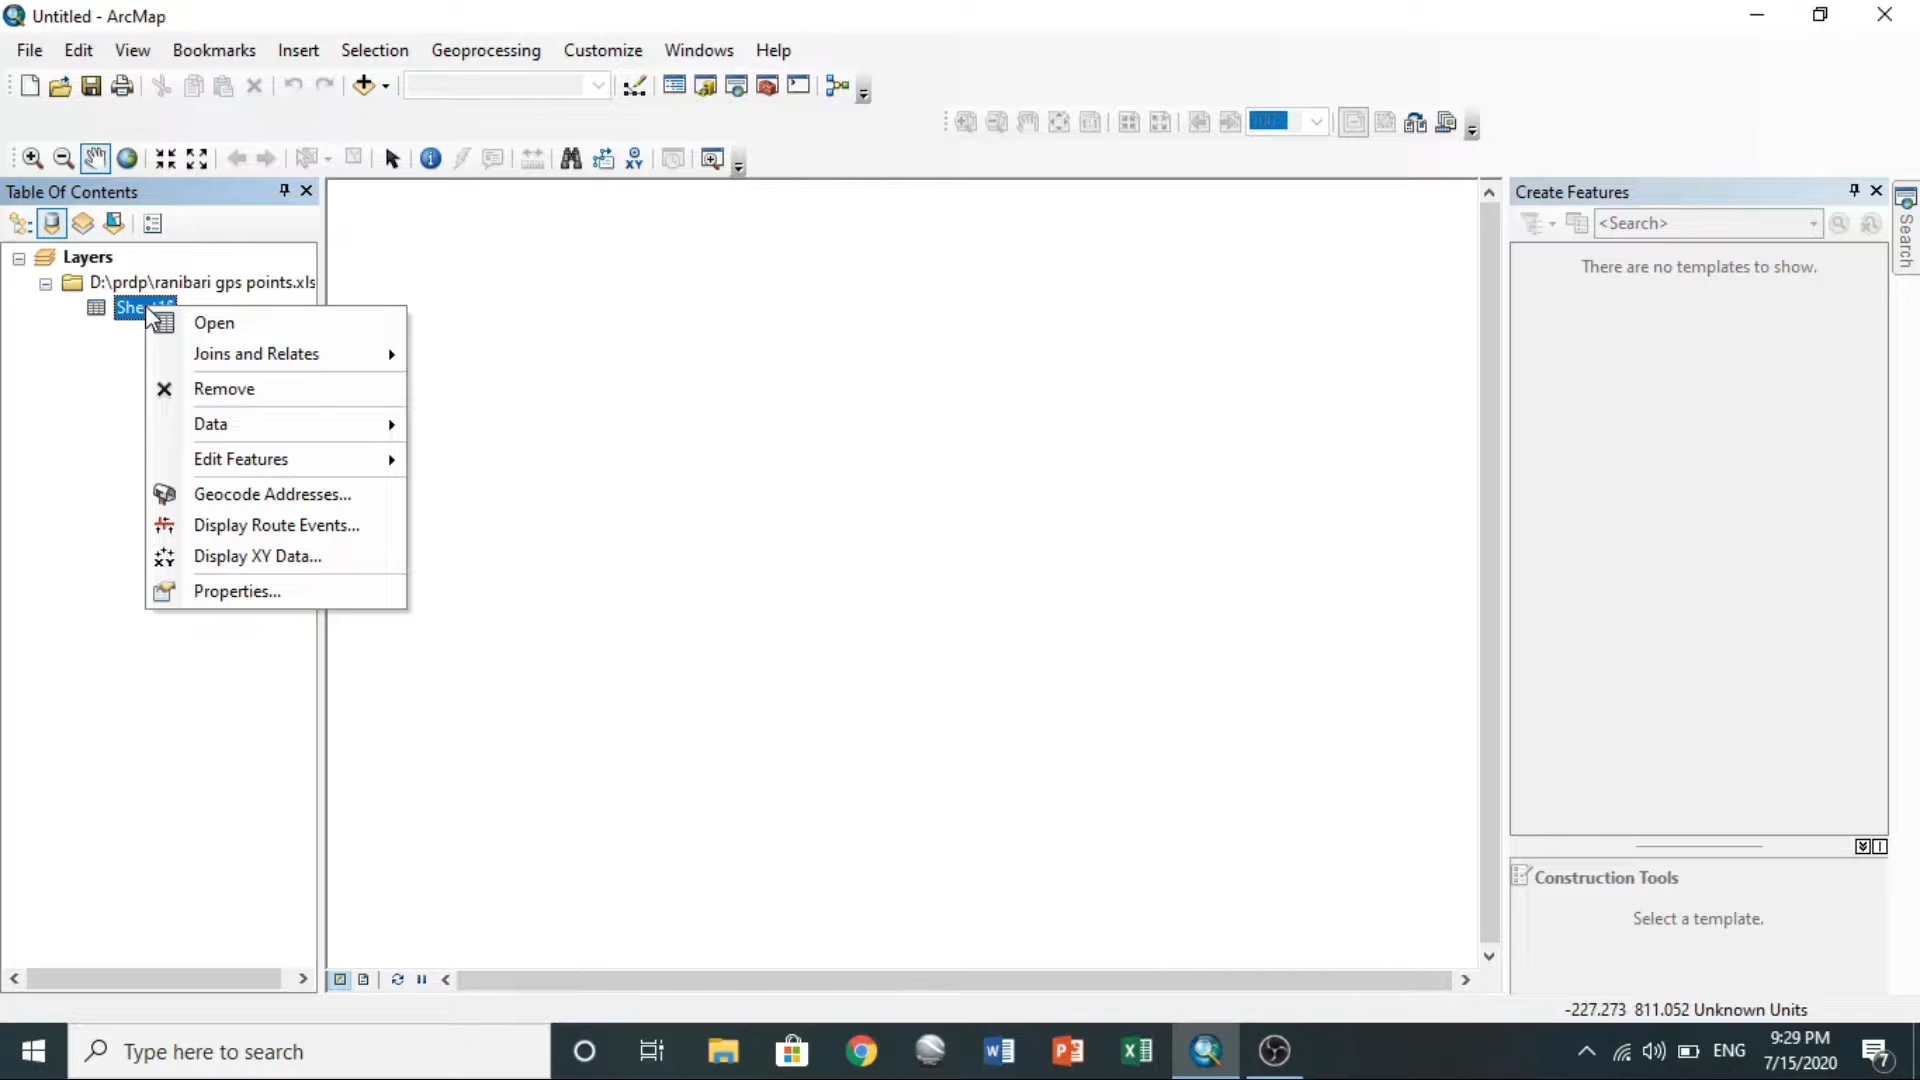 Untitled - ArcMap
File Edit View Bookmarks Insert Selection Geoprocessing Customize Windows Help
Table Of Contents
Layers
D:\prdp\ranibari gps points.xls
Open
Joins and Relates
Remove
Data
Edit Features
Geocode Addresses...
Display Route Events...
Display XY Data...
Properties...
Create Features
<Search>
There are no templates to show.
Search
Construction Tools
Select a template.
-227.273 811.052 Unknown Units
Type here to search
ENG
9:29 PM
7/15/2020
7